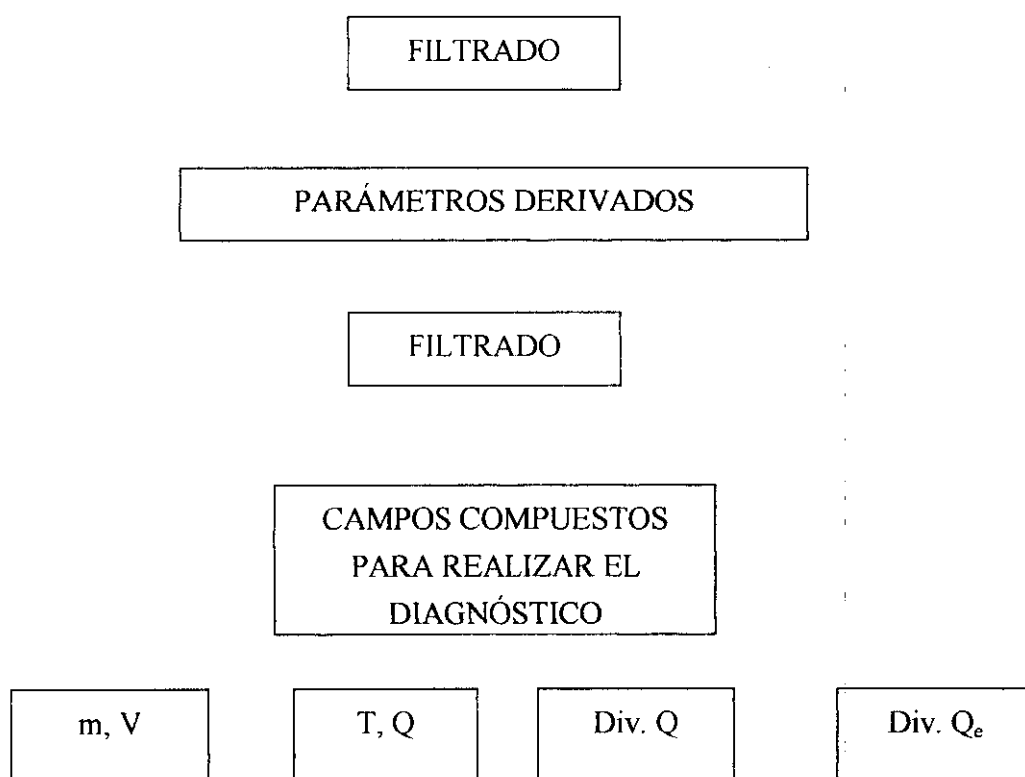 FILTRADO
PARÁMETROS DERIVADOS
FILTRADO
CAMPOS COMPUESTOS
PARA REALIZAR EL
DIAGNÓSTICO
m, V
T, Q
Div. Q
Div. Qₑ